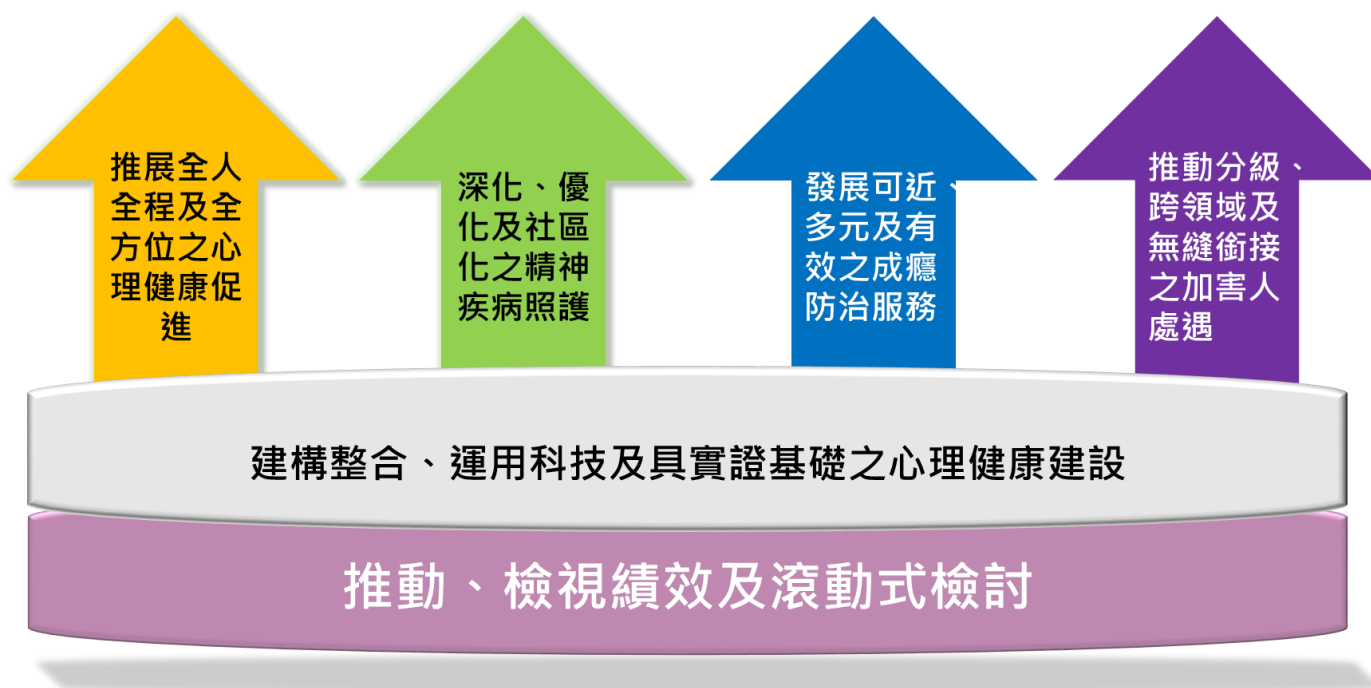 推展全人
全程及全
方位之心
理健康促
進
深化、優
化及社區
化之精神
疾病照護
發展可近、
多元及有
效之成癮
防治服務
推動分級、
跨領域及
無縫銜接
之加害人
處遇
建構整合、運用科技及具實證基礎之心理健康建設
推動、檢視績效及滾動式檢討